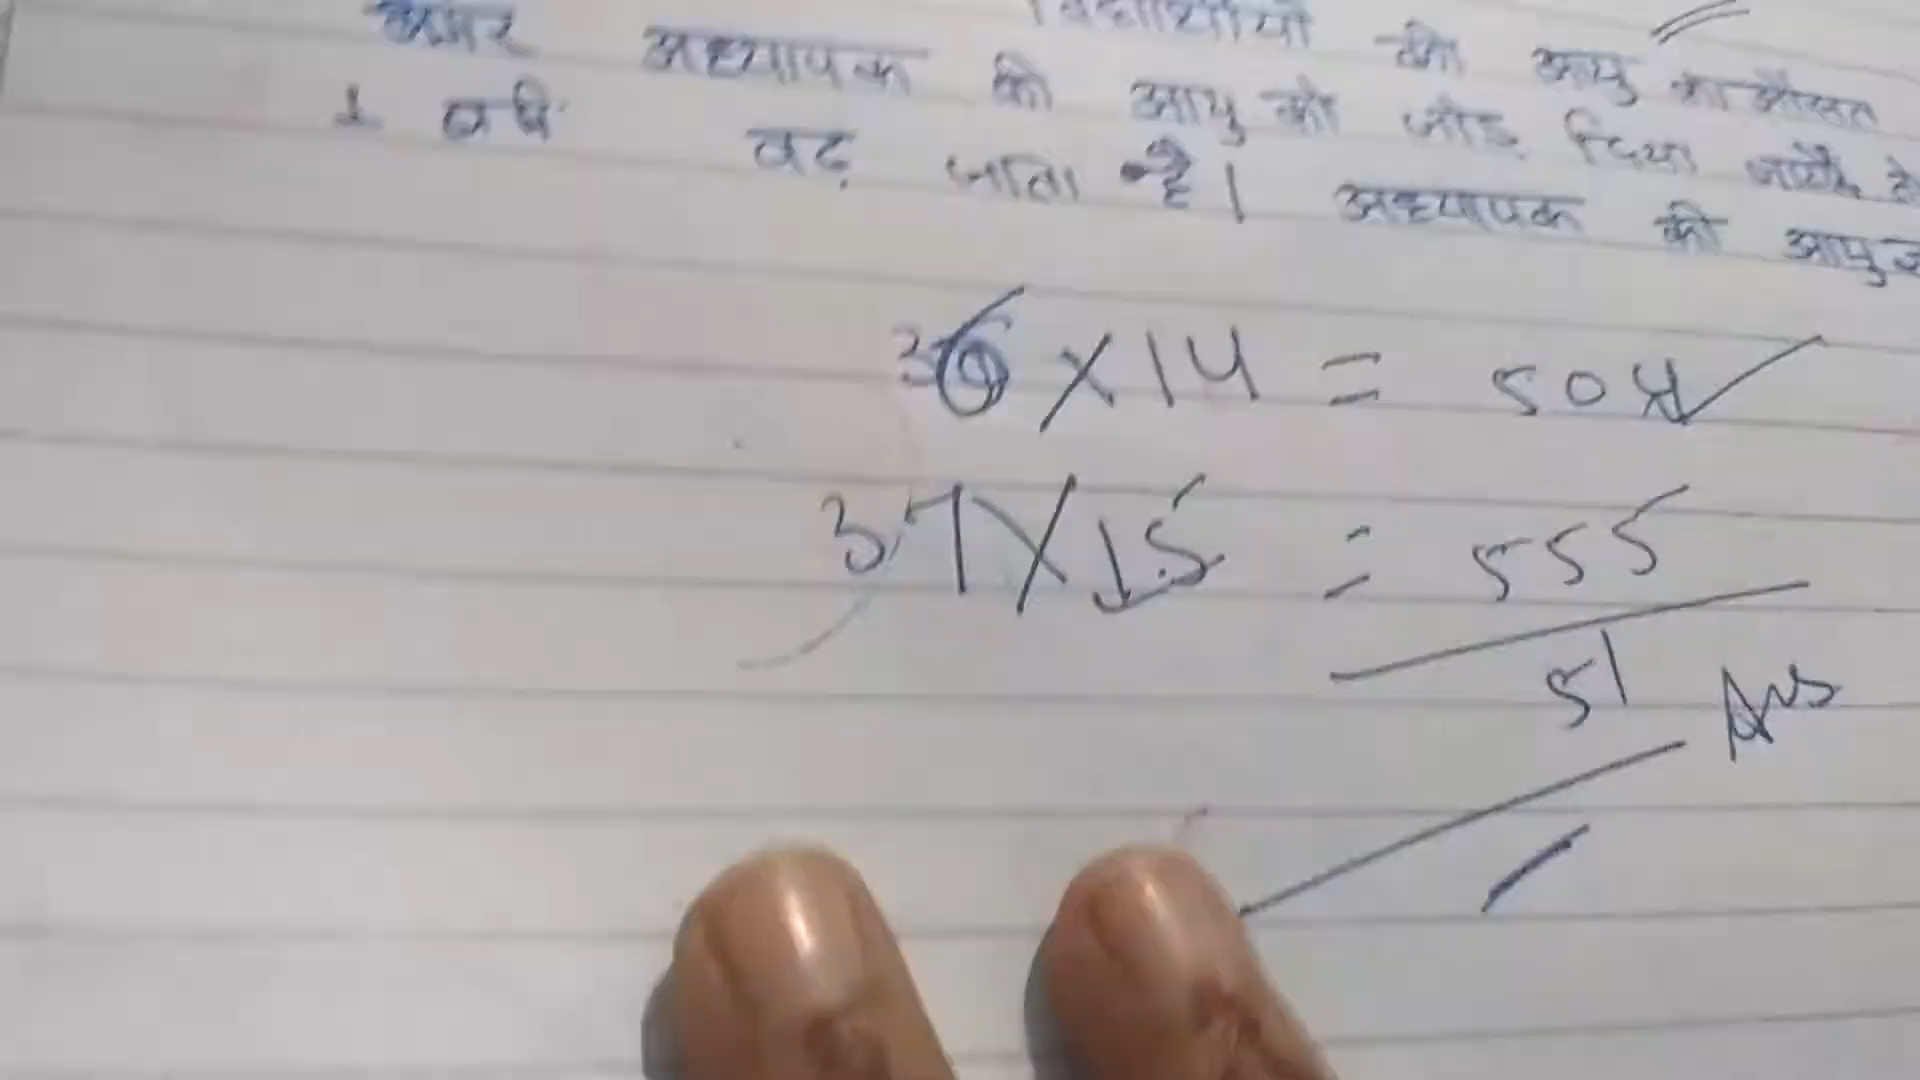 विद्यार्थीयों की आयु का औसत
अगर अध्यापक की आयु को जोड़ दिया जाये तो
1 वर्ष बढ़ जाता है। अध्यापक की आयु
36 × 14 = 504
37 × 15 = 555
51 Ans